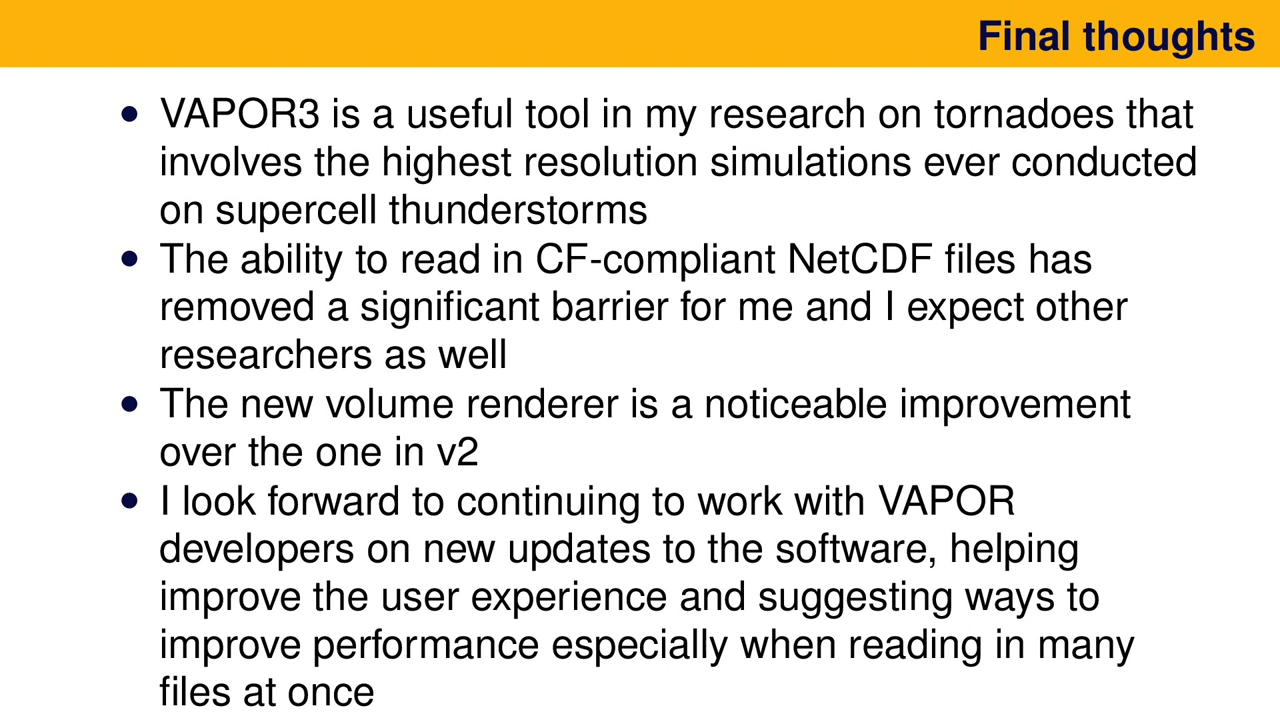 Final thoughts
• VAPOR3 is a useful tool in my research on tornadoes that
involves the highest resolution simulations ever conducted
on supercell thunderstorms
• The ability to read in CF-compliant NetCDF files has
removed a significant barrier for me and I expect other
researchers as well
• The new volume renderer is a noticeable improvement
over the one in v2
• I look forward to continuing to work with VAPOR
developers on new updates to the software, helping
improve the user experience and suggesting ways to
improve performance especially when reading in many
files at once